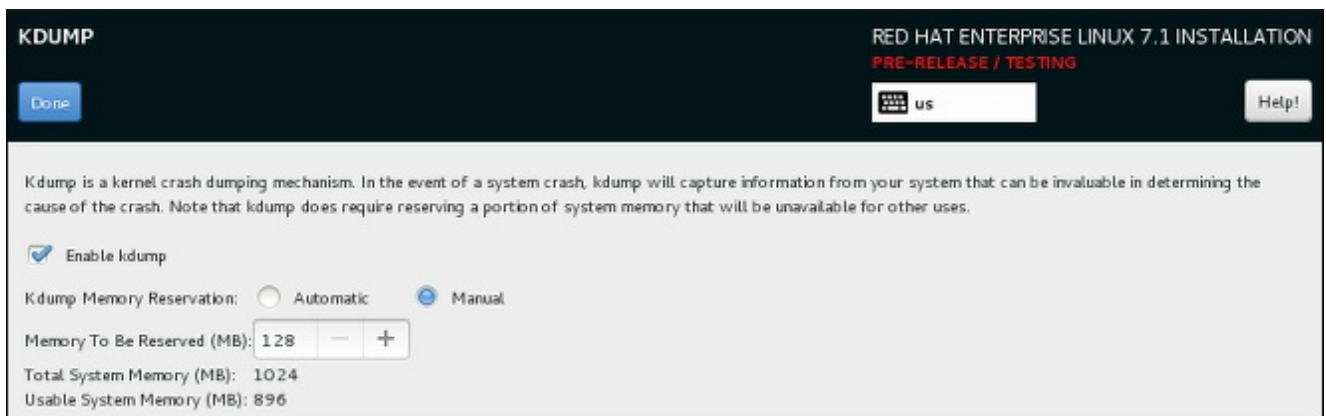 KDUMP
RED HAT ENTERPRISE LINUX 7.1 INSTALLATION
PRE-RELEASE / TESTING
Done
us
Help!
Kdump is a kernel crash dumping mechanism. In the event of a system crash, kdump will capture information from your system that can be invaluable in determining the
cause of the crash. Note that kdump does require reserving a portion of system memory that will be unavailable for other uses.
Enable kdump
Kdump Memory Reservation: Automatic Manual
Memory To Be Reserved (MB): 128 − +
Total System Memory (MB): 1024
Usable System Memory (MB): 896